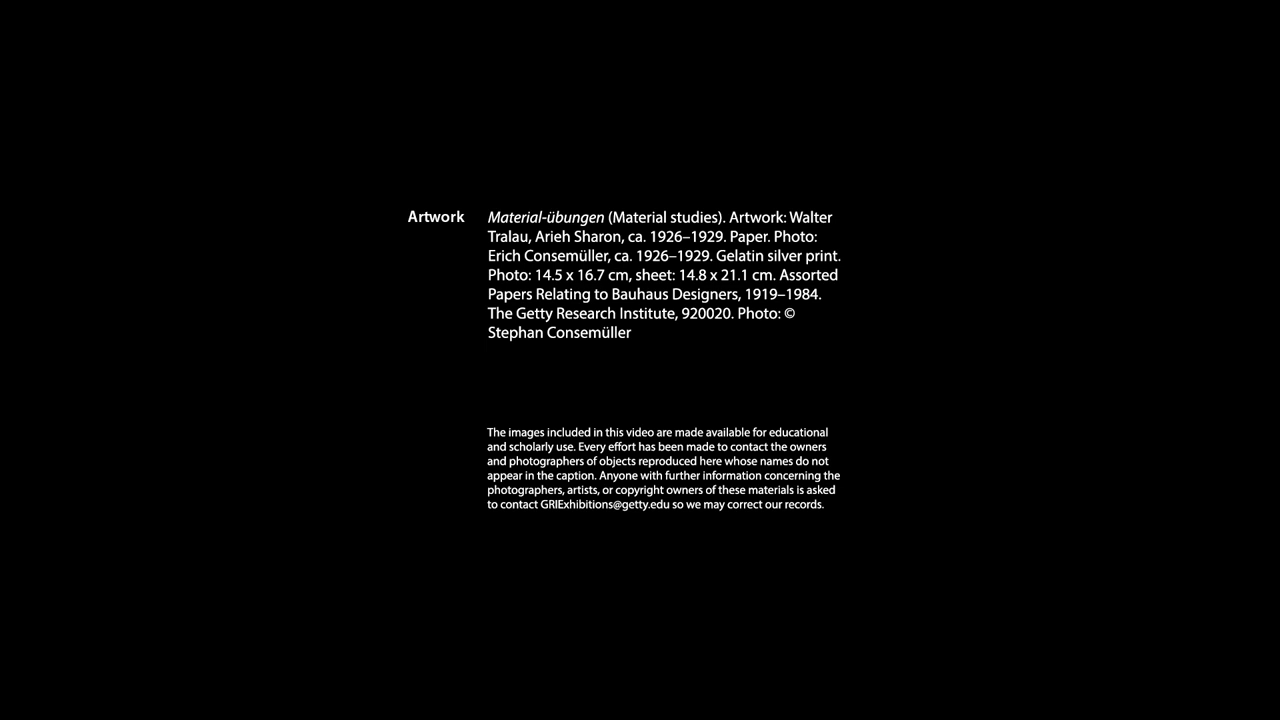 Artwork
Material-übungen (Material studies). Artwork: Walter
Tralau, Arieh Sharon, ca. 1926–1929. Paper. Photo:
Erich Consemüller, ca. 1926–1929. Gelatin silver print.
Photo: 14.5 x 16.7 cm, sheet: 14.8 x 21.1 cm. Assorted
Papers Relating to Bauhaus Designers, 1919–1984.
The Getty Research Institute, 920020. Photo: ©
Stephan Consemüller
The images included in this video are made available for educational
and scholarly use. Every effort has been made to contact the owners
and photographers of objects reproduced here whose names do not
appear in the caption. Anyone with further information concerning the
photographers, artists, or copyright owners of these materials is asked
to contact GRIExhibitions@getty.edu so we may correct our records.